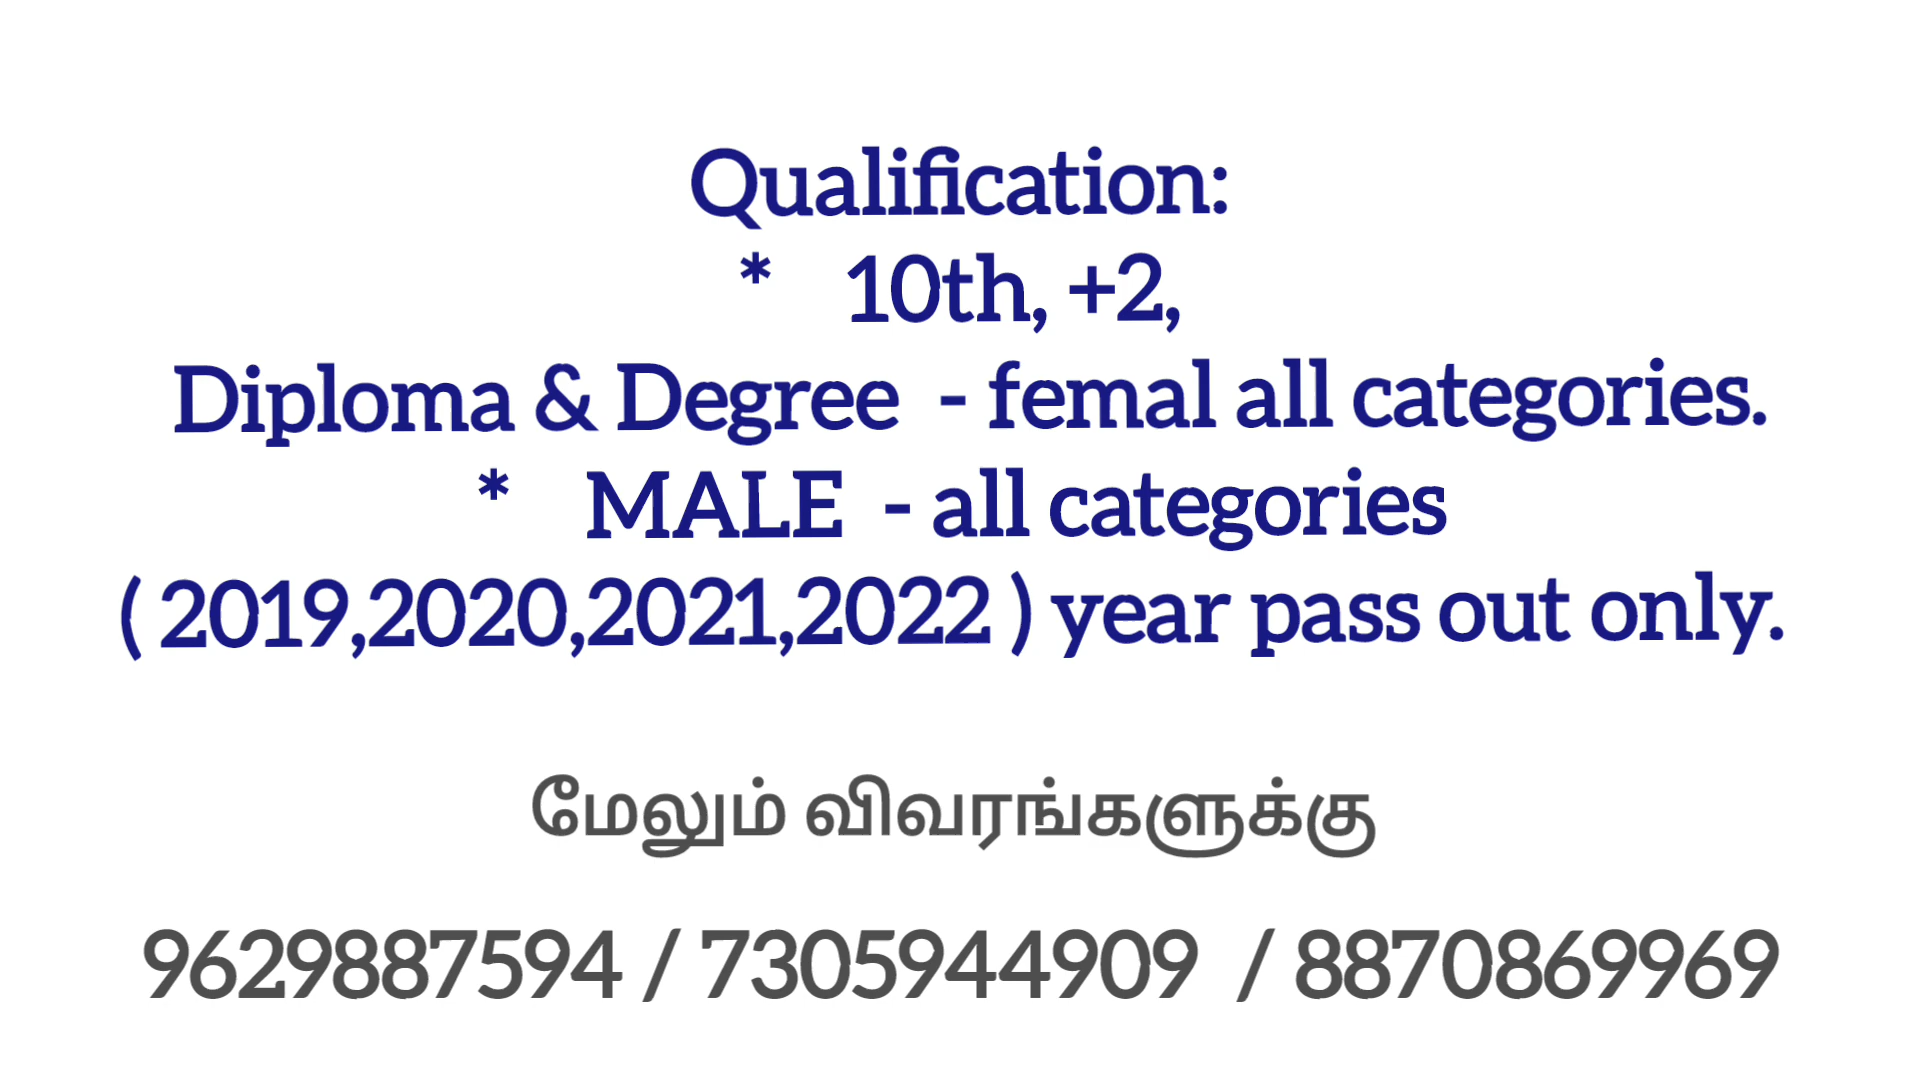 Qualification:
* 10th, +2,
Diploma & Degree - femal all categories.
* MALE - all categories
( 2019,2020,2021,2022 ) year pass out only.
மேலும் விவரங்களுக்கு
9629887594 / 7305944909 / 8870869969